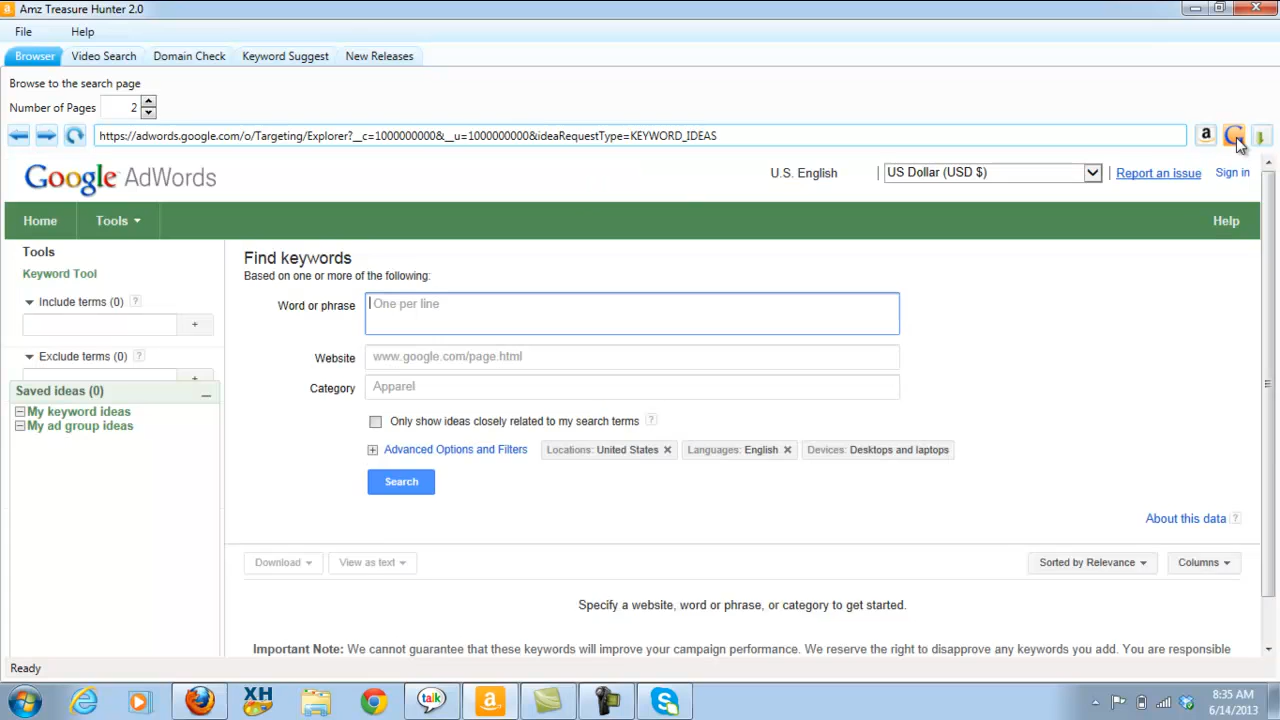 Amz Treasure Hunter 2.0
File Help
Browser Video Search Domain Check Keyword Suggest New Releases
Browse to the search page
Number of Pages 2
https://adwords.google.com/o/Targeting/Explorer?__c=1000000000&__u=1000000000&ideaRequestType=KEYWORD_IDEAS
Google AdWords U.S. English US Dollar (USD $) Report an issue Sign in
Home Tools Help
Tools
Keyword Tool
Include terms (0) ?
+
Exclude terms (0) ?
+
Saved ideas (0)
My keyword ideas
My ad group ideas
Find keywords
Based on one or more of the following:
Word or phrase One per line
Website www.google.com/page.html
Category Apparel
Only show ideas closely related to my search terms ?
Advanced Options and Filters Locations: United States Languages: English Devices: Desktops and laptops
Search
About this data ?
Download View as text Sorted by Relevance Columns
Specify a website, word or phrase, or category to get started.
Important Note: We cannot guarantee that these keywords will improve your campaign performance. We reserve the right to disapprove any keywords you add. You are responsible
Ready
XH talk
8:35 AM
6/14/2013